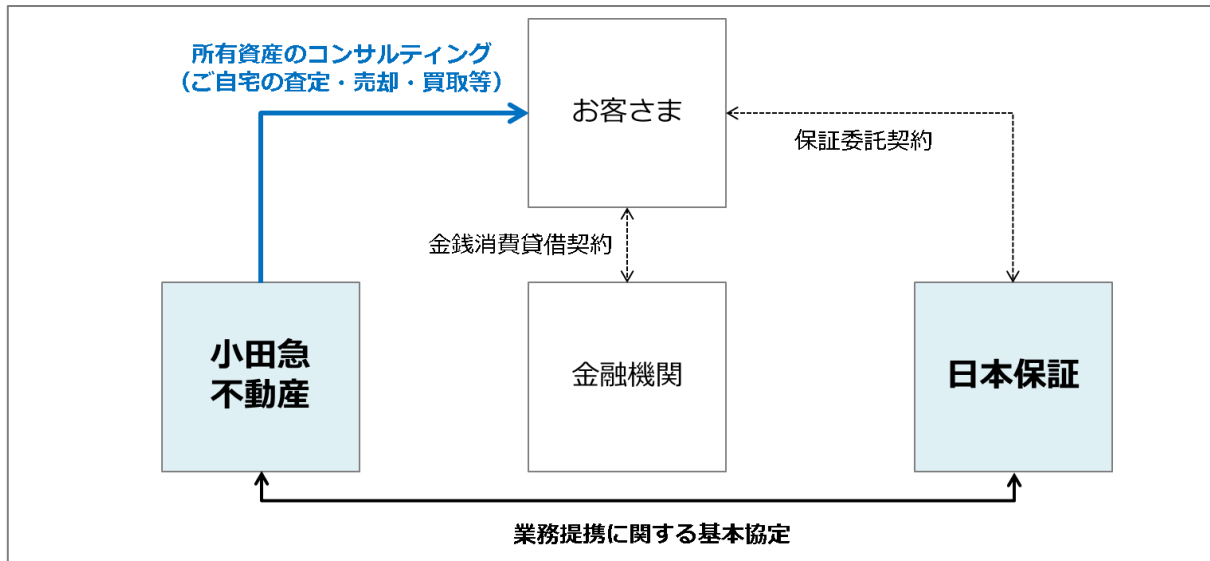 所有資産のコンサルティング
（ご自宅の査定・売却・買取等）
お客さま
保証委託契約
金銭消費貸借契約
小田急
不動産
金融機関
日本保証
業務提携に関する基本協定